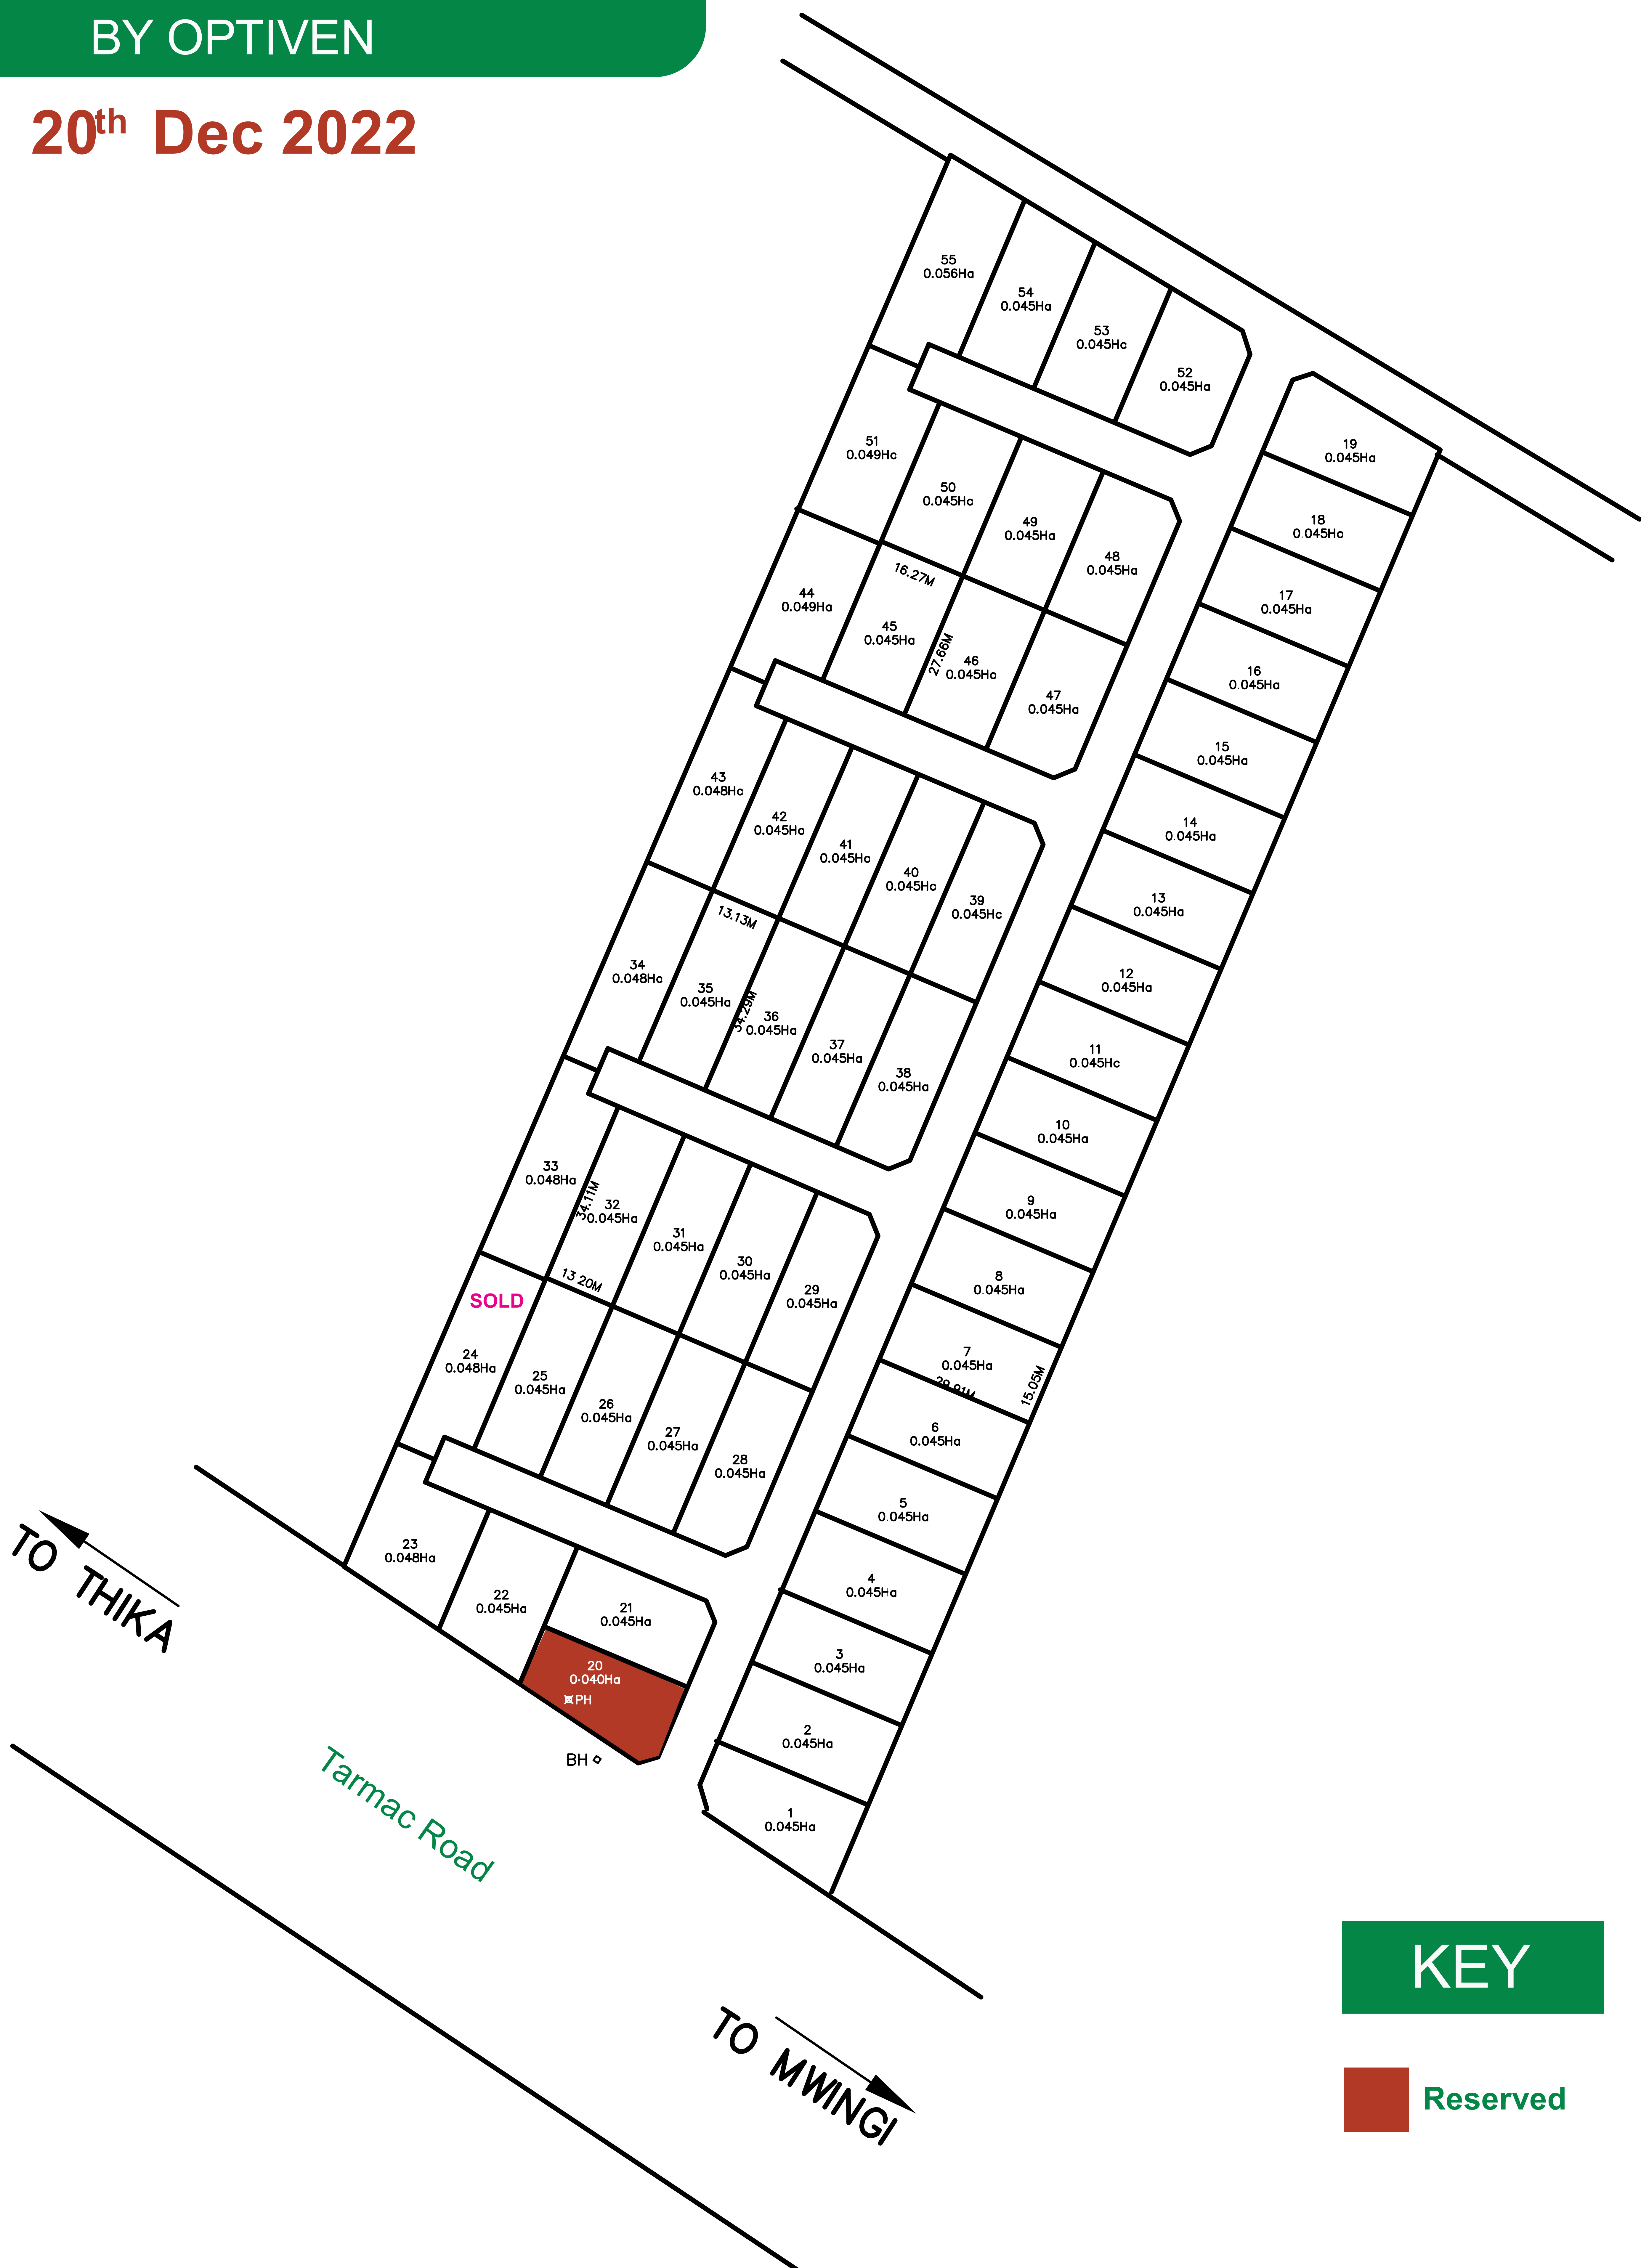 BY OPTIVEN
20th Dec 2022
55
0.056Ha
54
0.045Ha
53
0.045Hc
52
0.045Ha
51
0.049Hc
50
0.045Hc
49
0.045Ha
48
0.045Ha
16.27M
44
0.049Ha
45
0.045Ha
27.66M
46
0.045Hc
47
0.045Ha
43
0.048Hc
42
0.045Hc
41
0.045Hc
40
0.045Hc
39
0.045Hc
13.13M
34
0.048Hc
35
0.045Ha
34.29M
36
0.045Ha
37
0.045Ha
38
0.045Ha
33
0.048Ha
34.11M
32
0.045Ha
31
0.045Ha
30
0.045Ha
29
0.045Ha
13 20M
SOLD
24
0.048Ha
25
0.045Ha
26
0.045Ha
27
0.045Ha
28
0.045Ha
23
0.048Ha
22
0.045Ha
21
0.045Ha
20
0.040Ha
PH
BH
19
0.045Ha
18
0.045Hc
17
0.045Ha
16
0.045Ha
15
0.045Ha
14
0.045Ha
13
0.045Ha
12
0.045Ha
11
0.045Hc
10
0.045Ha
9
0.045Ha
8
0.045Ha
7
0.045Ha
29.91M
15.05M
6
0.045Ha
5
0.045Ha
4
0.045Ha
3
0.045Ha
2
0.045Ha
1
0.045Ha
TO THIKA
Tarmac Road
TO MWINGI
KEY
Reserved